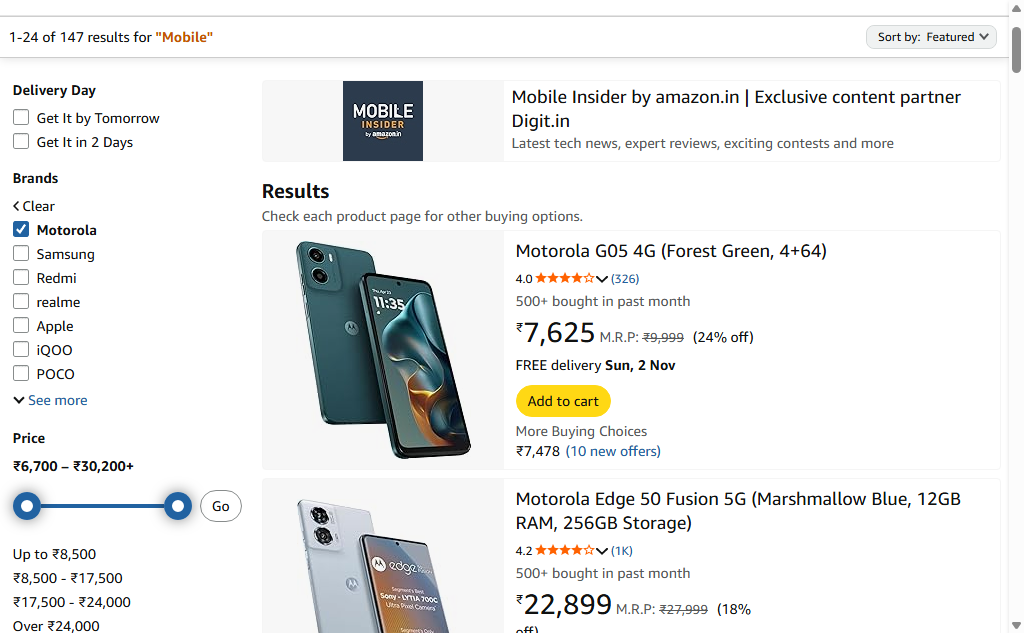 1-24 of 147 results for "Mobile"
Sort by: Featured
Delivery Day
Get It by Tomorrow
Get It in 2 Days
Brands
Clear
Motorola
Samsung
Redmi
realme
Apple
iQOO
POCO
See more
Price
₹6,700 – ₹30,200+
Go
Up to ₹8,500
₹8,500 - ₹17,500
₹17,500 - ₹24,000
Over ₹24,000
MOBILE
INSIDER
by amazon.in
Mobile Insider by amazon.in | Exclusive content partner
Digit.in
Latest tech news, expert reviews, exciting contests and more
Results
Check each product page for other buying options.
11:35
Motorola G05 4G (Forest Green, 4+64)
4.0 (326)
500+ bought in past month
₹7,625 M.R.P: ₹9,999 (24% off)
FREE delivery Sun, 2 Nov
Add to cart
More Buying Choices
₹7,478 (10 new offers)
edge
Segment's Best
Sony - LYTIA 700C
Ultra Pixel Camera
Motorola Edge 50 Fusion 5G (Marshmallow Blue, 12GB
RAM, 256GB Storage)
4.2 (1K)
500+ bought in past month
₹22,899 M.R.P: ₹27,999 (18%
off)